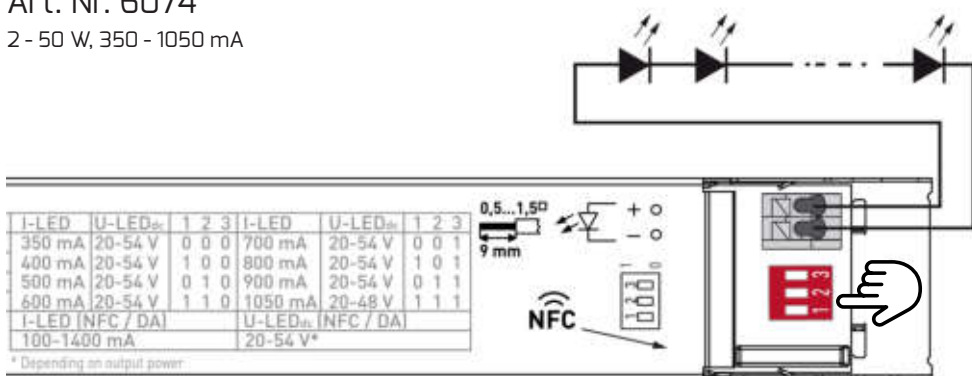 Art. Nr. 6074
2 - 50 W, 350 - 1050 mA
I-LED U-LEDdc 1 2 3 I-LED U-LEDdc 1 2 3
350 mA 20-54 V 0 0 0 700 mA 20-54 V 0 0 1
400 mA 20-54 V 1 0 0 800 mA 20-54 V 1 0 1
500 mA 20-54 V 0 1 0 900 mA 20-54 V 0 1 1
600 mA 20-54 V 1 1 0 1050 mA 20-48 V 1 1 1
I-LED (NFC / DA) U-LEDdc (NFC / DA)
100-1400 mA 20-54 V*
* Depending on output power
0,5...1,5□
9 mm
+
–
1 0
1 2 3
NFC
1 2 3